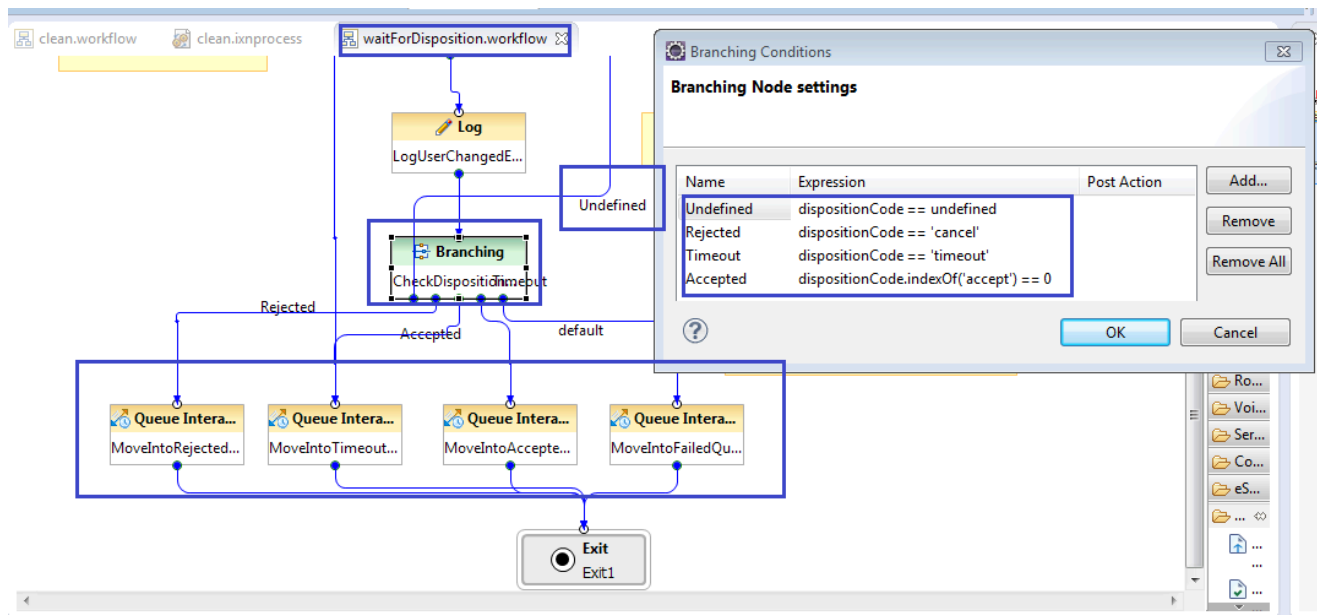 clean.workflow
clean.ixnprocess
waitForDisposition.workflow
Log
LogUserChangedE...
Undefined
Branching
CheckDisposition...
Timeout
Rejected
Accepted
default
Queue Intera...
MoveIntoRejected...
Queue Intera...
MoveIntoTimeout...
Queue Intera...
MoveIntoAccepte...
Queue Intera...
MoveIntoFailedQu...
Exit
Exit1
Branching Conditions
Branching Node settings
Name Expression Post Action
Undefined dispositionCode == undefined
Rejected dispositionCode == 'cancel'
Timeout dispositionCode == 'timeout'
Accepted dispositionCode.indexOf('accept') == 0
Add...
Remove
Remove All
?
OK
Cancel
Ro...
Voi...
Ser...
Co...
eS...
...
...
...
...